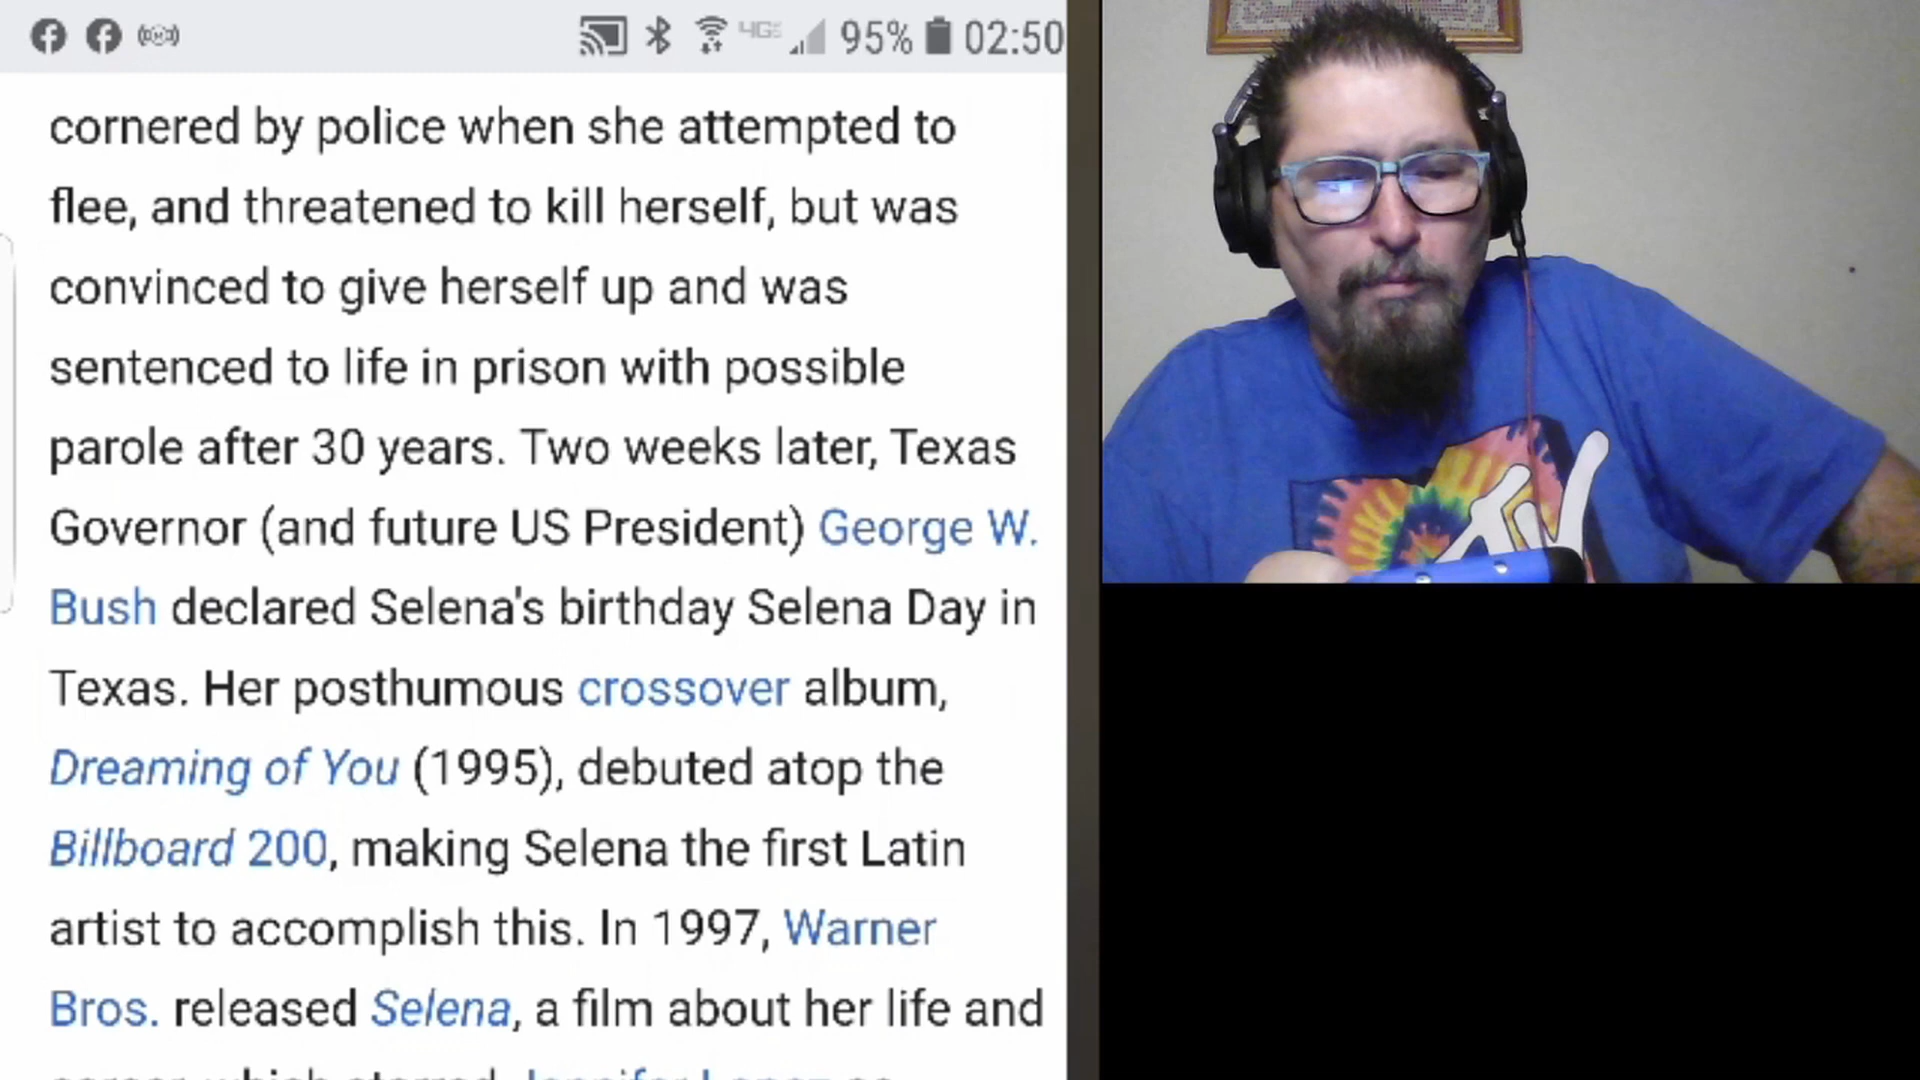 95% 02:50
cornered by police when she attempted to
flee, and threatened to kill herself, but was
convinced to give herself up and was
sentenced to life in prison with possible
parole after 30 years. Two weeks later, Texas
Governor (and future US President) George W.
Bush declared Selena's birthday Selena Day in
Texas. Her posthumous crossover album,
Dreaming of You (1995), debuted atop the
Billboard 200, making Selena the first Latin
artist to accomplish this. In 1997, Warner
Bros. released Selena, a film about her life and
TV